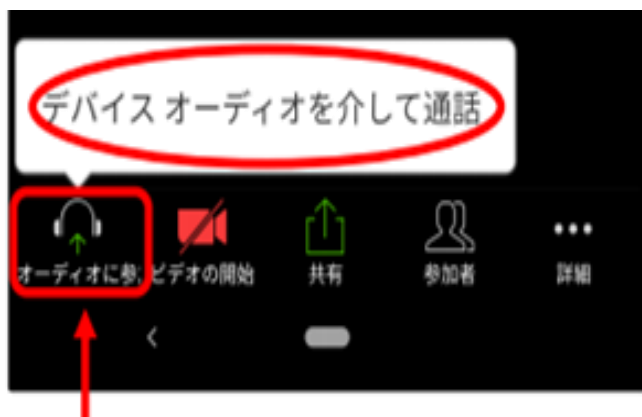 デバイス オーディオを介して通話
オーディオに参
ビデオの開始
共有
参加者
詳細